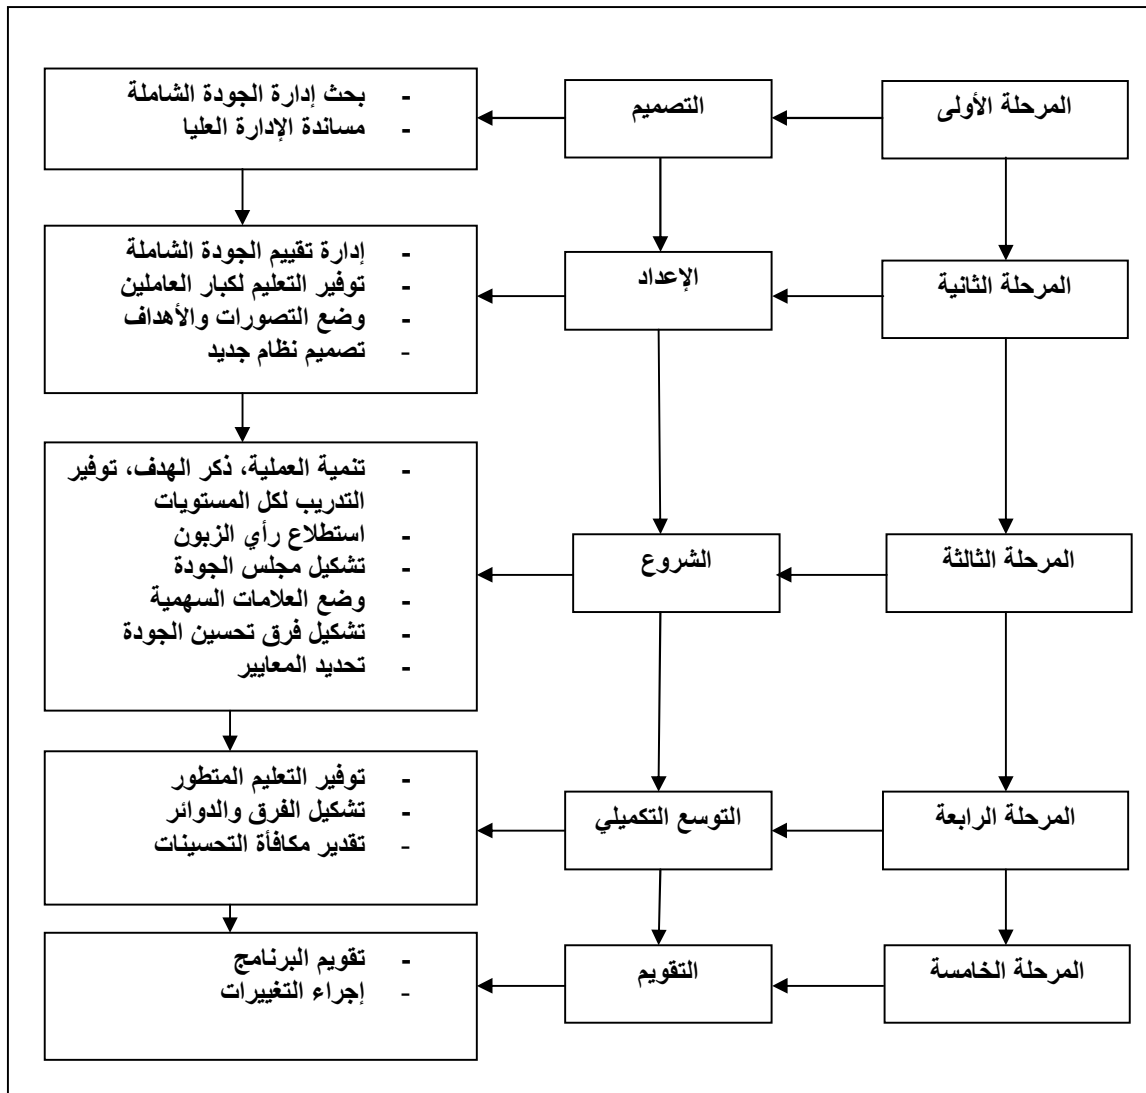 المرحلة الأولى
التصميم
- بحث إدارة الجودة الشاملة
- مساندة الإدارة العليا
المرحلة الثانية
الإعداد
- إدارة تقييم الجودة الشاملة
- توفير التعليم لكبار العاملين
- وضع التصورات والأهداف
- تصميم نظام جديد
المرحلة الثالثة
الشروع
- تنمية العملية، ذكر الهدف، توفير
التدريب لكل المستويات
- استطلاع رأي الزبون
- تشكيل مجلس الجودة
- وضع العلامات السهمية
- تشكيل فرق تحسين الجودة
- تحديد المعايير
المرحلة الرابعة
التوسع التكميلي
- توفير التعليم المتطور
- تشكيل الفرق والدوائر
- تقدير مكافأة التحسينات
المرحلة الخامسة
التقويم
- تقويم البرنامج
- إجراء التغييرات